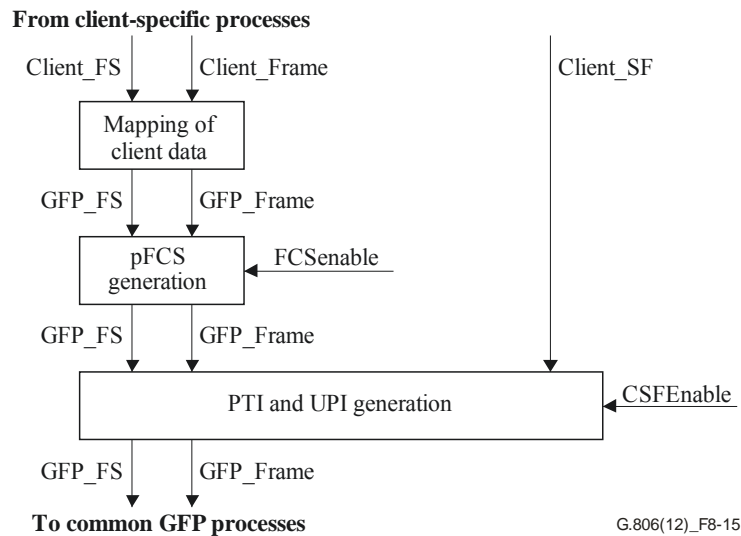 From client-specific processes
Client_FS
Client_Frame
Client_SF
Mapping of
client data
GFP_FS
GFP_Frame
pFCS
generation
FCSenable
GFP_FS
GFP_Frame
PTI and UPI generation
CSFEnable
GFP_FS
GFP_Frame
To common GFP processes
G.806(12)_F8-15